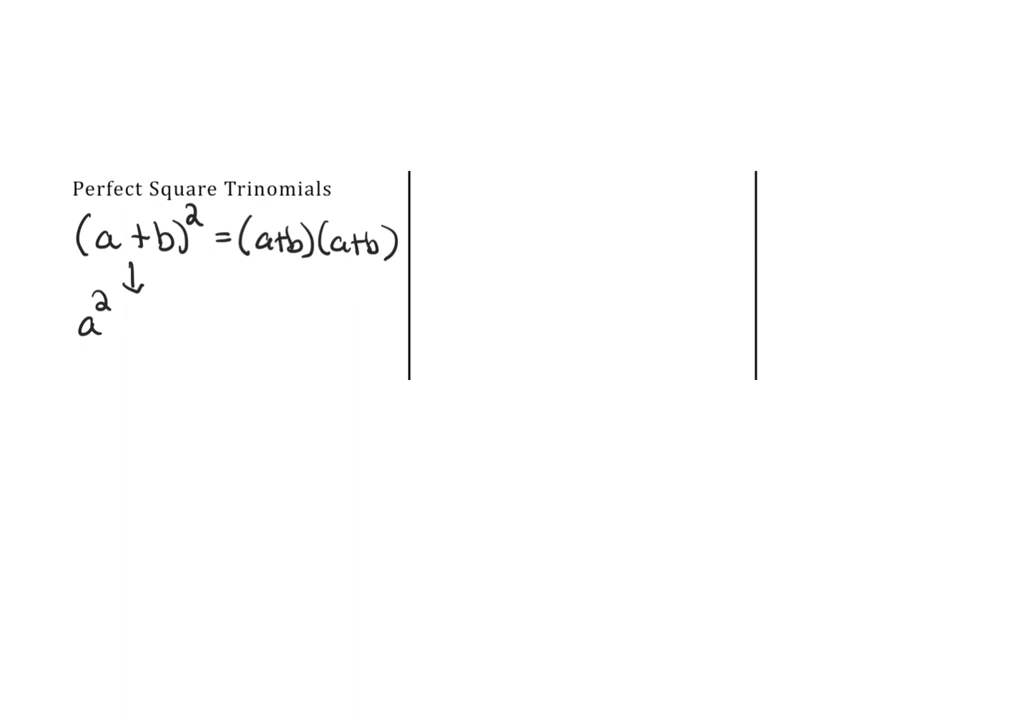 Perfect Square Trinomials
(a+b)² = (a+b)(a+b)
↓
a²